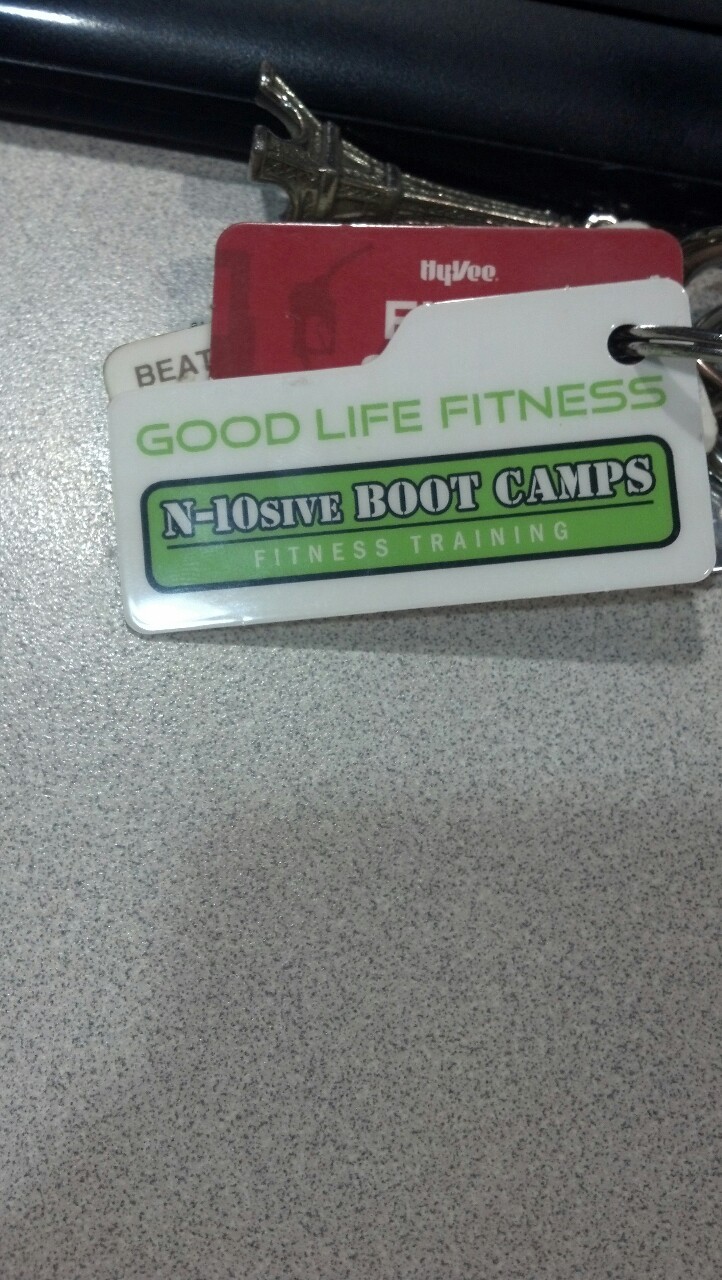 HyVee
BEAT
GOOD LIFE FITNESS
N-10SIVE BOOT CAMPS
FITNESS TRAINING